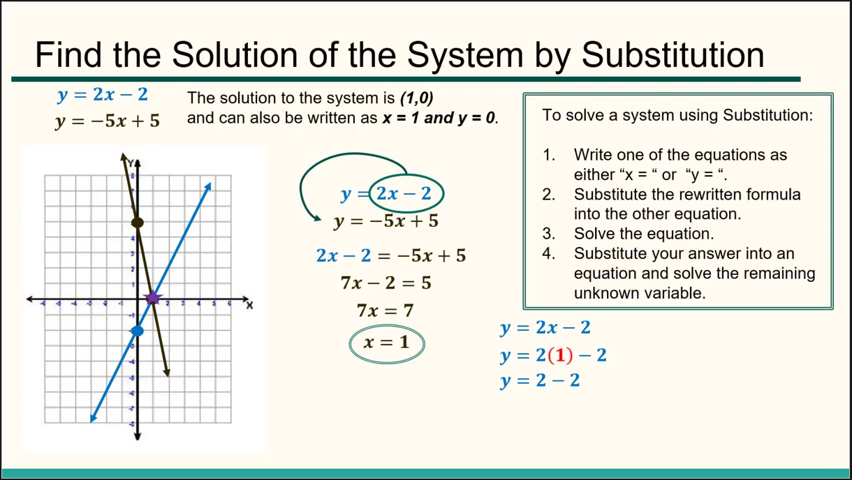 Find the Solution of the System by Substitution
y = 2x − 2
y = −5x + 5
The solution to the system is (1,0)
and can also be written as x = 1 and y = 0.
y = 2x − 2
y = −5x + 5
2x − 2 = −5x + 5
7x − 2 = 5
7x = 7
x = 1
To solve a system using Substitution:
1. Write one of the equations as
either “x = “ or “y = “.
2. Substitute the rewritten formula
into the other equation.
3. Solve the equation.
4. Substitute your answer into an
equation and solve the remaining
unknown variable.
y = 2x − 2
y = 2(1) − 2
y = 2 − 2
Y
X